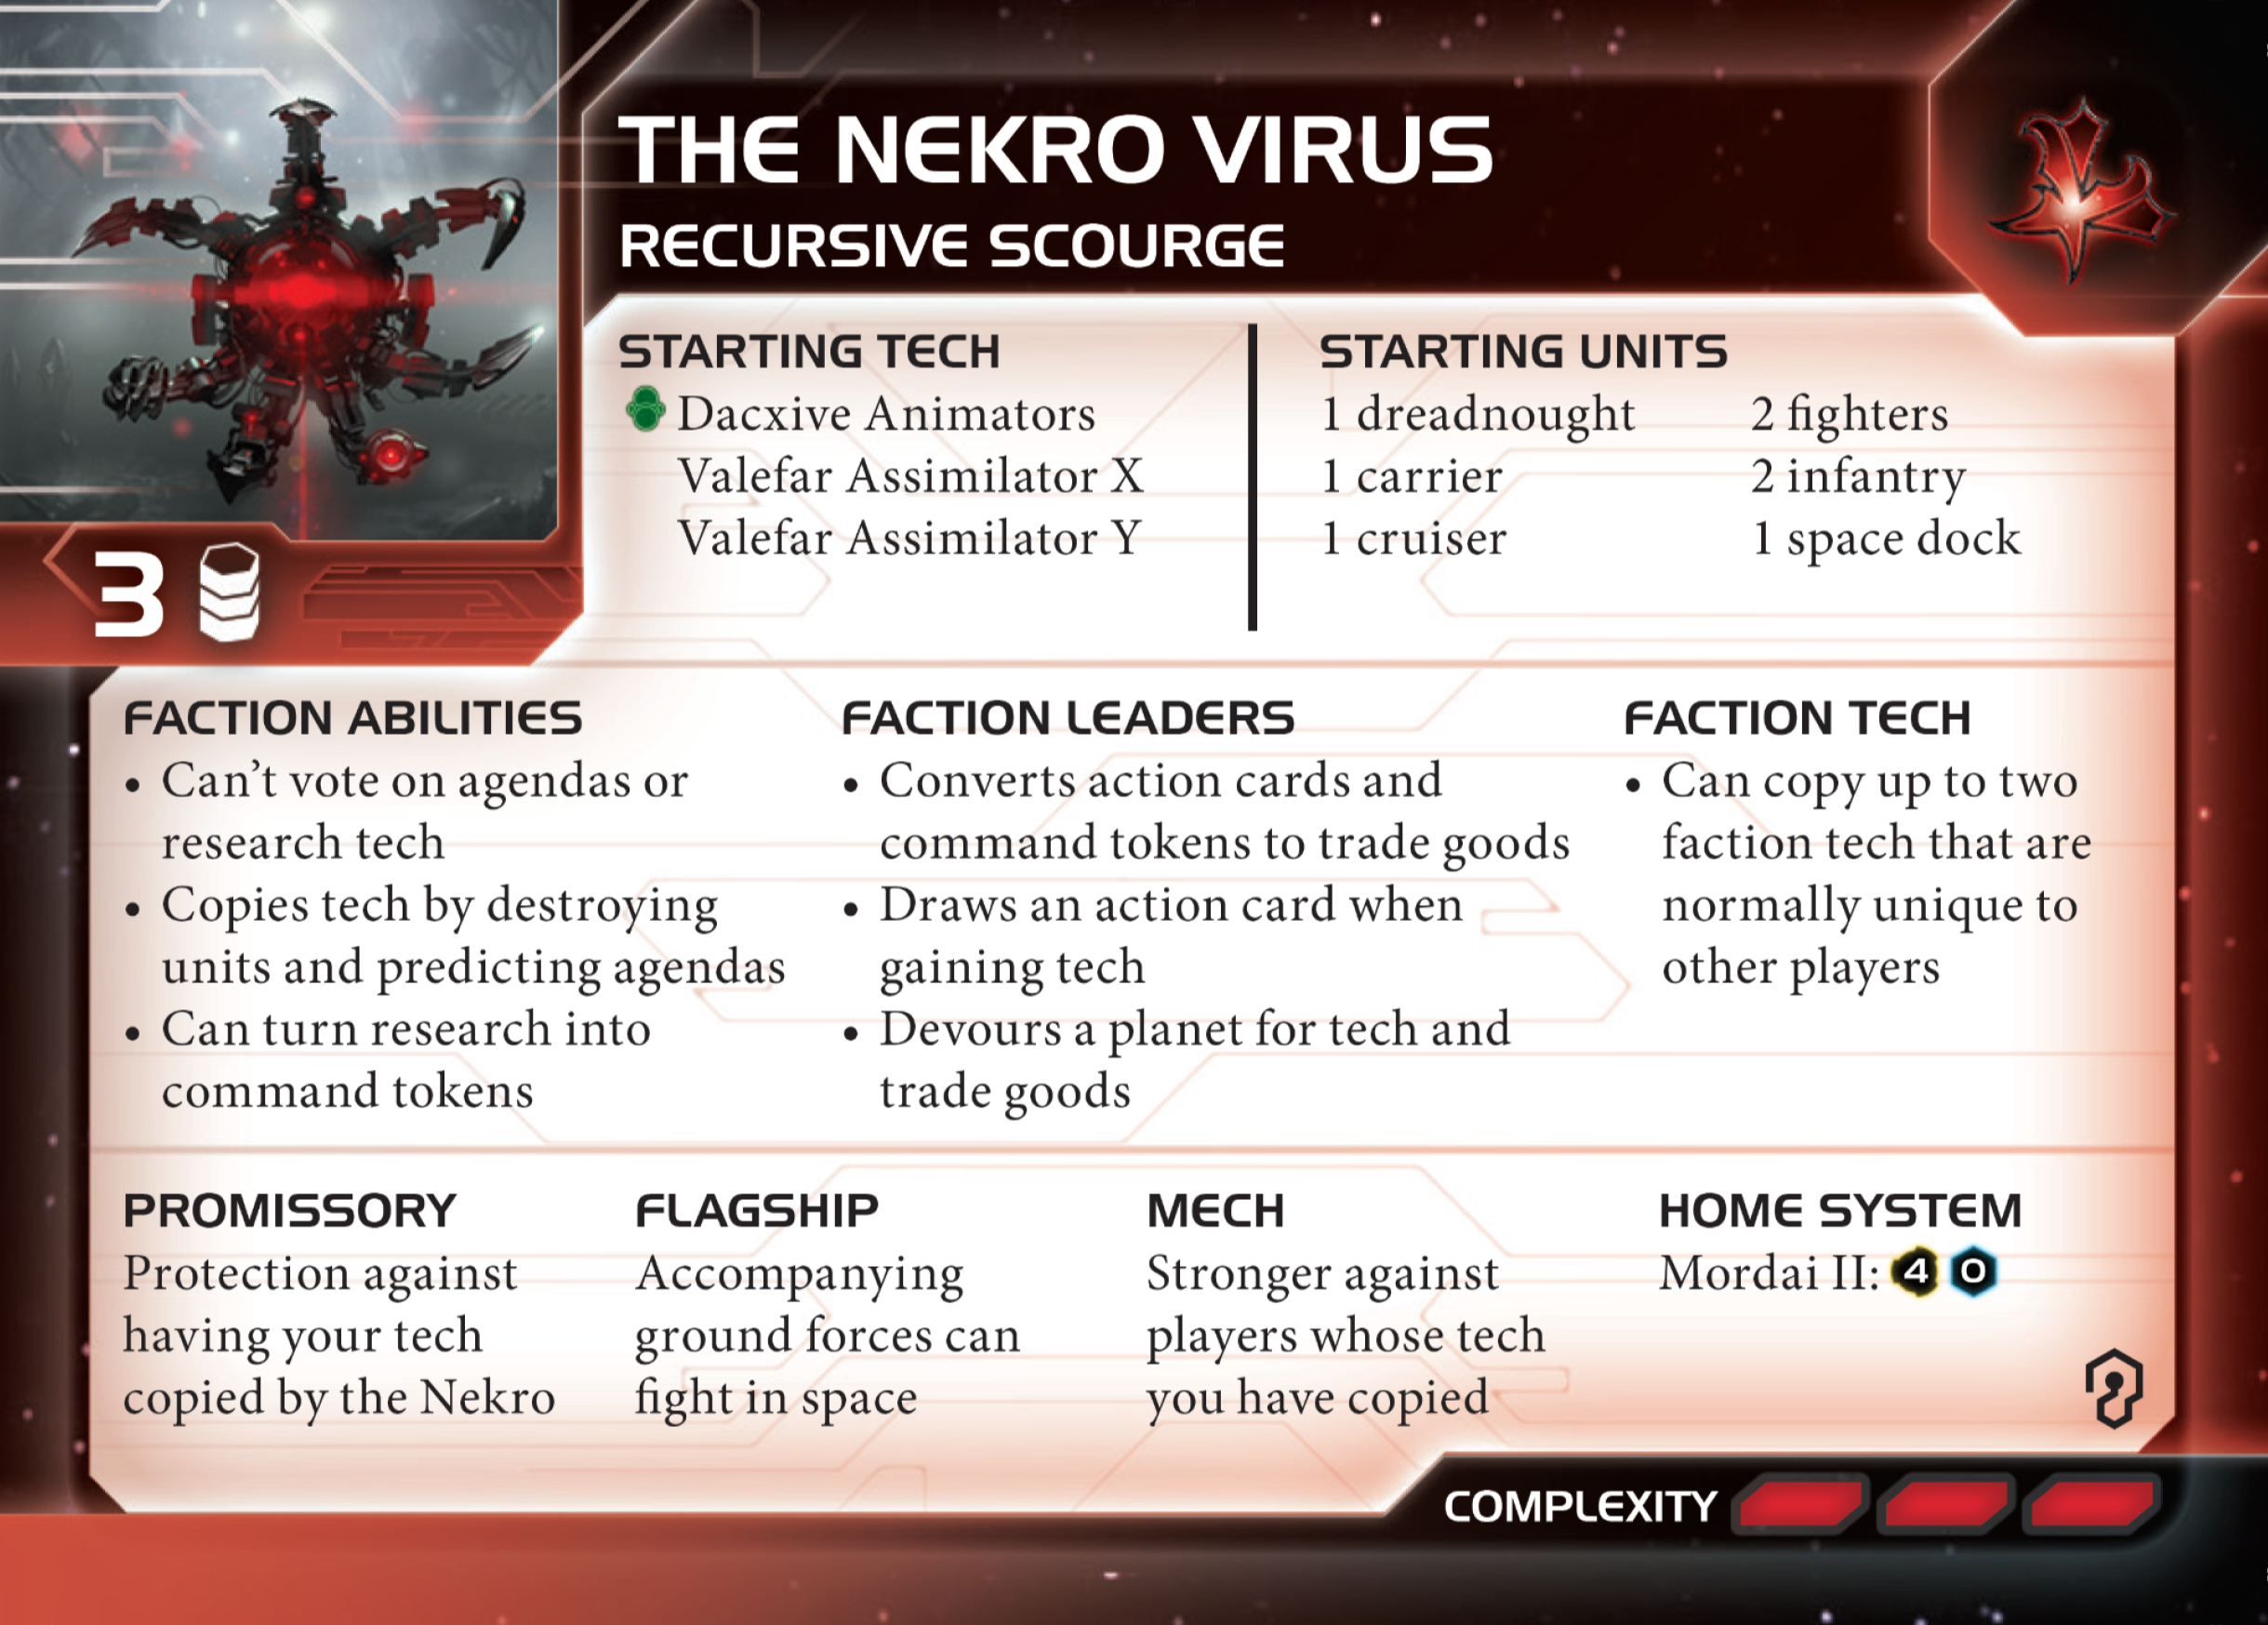 THE NEKRO VIRUS
RECURSIVE SCOURGE
STARTING TECH
Dacxive Animators
Valefar Assimilator X
Valefar Assimilator Y
STARTING UNITS
1 dreadnought
1 carrier
1 cruiser
2 fighters
2 infantry
1 space dock
3
FACTION ABILITIES
• Can't vote on agendas or
research tech
• Copies tech by destroying
units and predicting agendas
• Can turn research into
command tokens
FACTION LEADERS
• Converts action cards and
command tokens to trade goods
• Draws an action card when
gaining tech
• Devours a planet for tech and
trade goods
FACTION TECH
• Can copy up to two
faction tech that are
normally unique to
other players
PROMISSORY
Protection against
having your tech
copied by the Nekro
FLAGSHIP
Accompanying
ground forces can
fight in space
MECH
Stronger against
players whose tech
you have copied
HOME SYSTEM
Mordai II: 4 0
COMPLEXITY